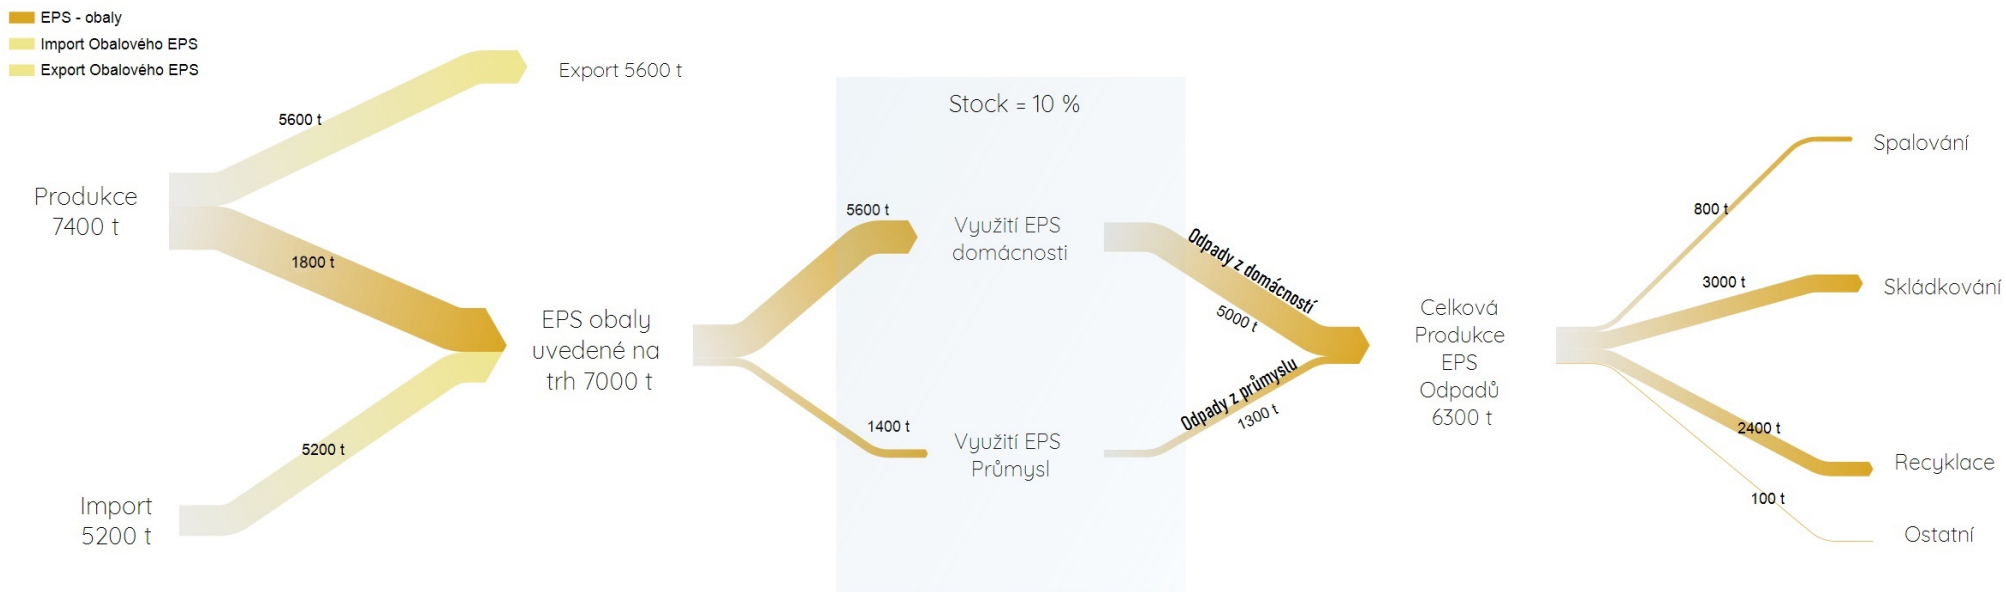 EPS - obaly
Import Obalového EPS
Export Obalového EPS
Export 5600 t
5600 t
Produkce
7400 t
1800 t
EPS obaly
uvedené na
trh 7000 t
5200 t
Import
5200 t
Stock = 10 %
5600 t
Využití EPS
domácnosti
1400 t
Využití EPS
Průmysl
Odpady z domácností
5000 t
Odpady z průmyslu
1300 t
Celková
Produkce
EPS
Odpadů
6300 t
800 t
Spalování
3000 t
Skládkování
2400 t
Recyklace
100 t
Ostatní